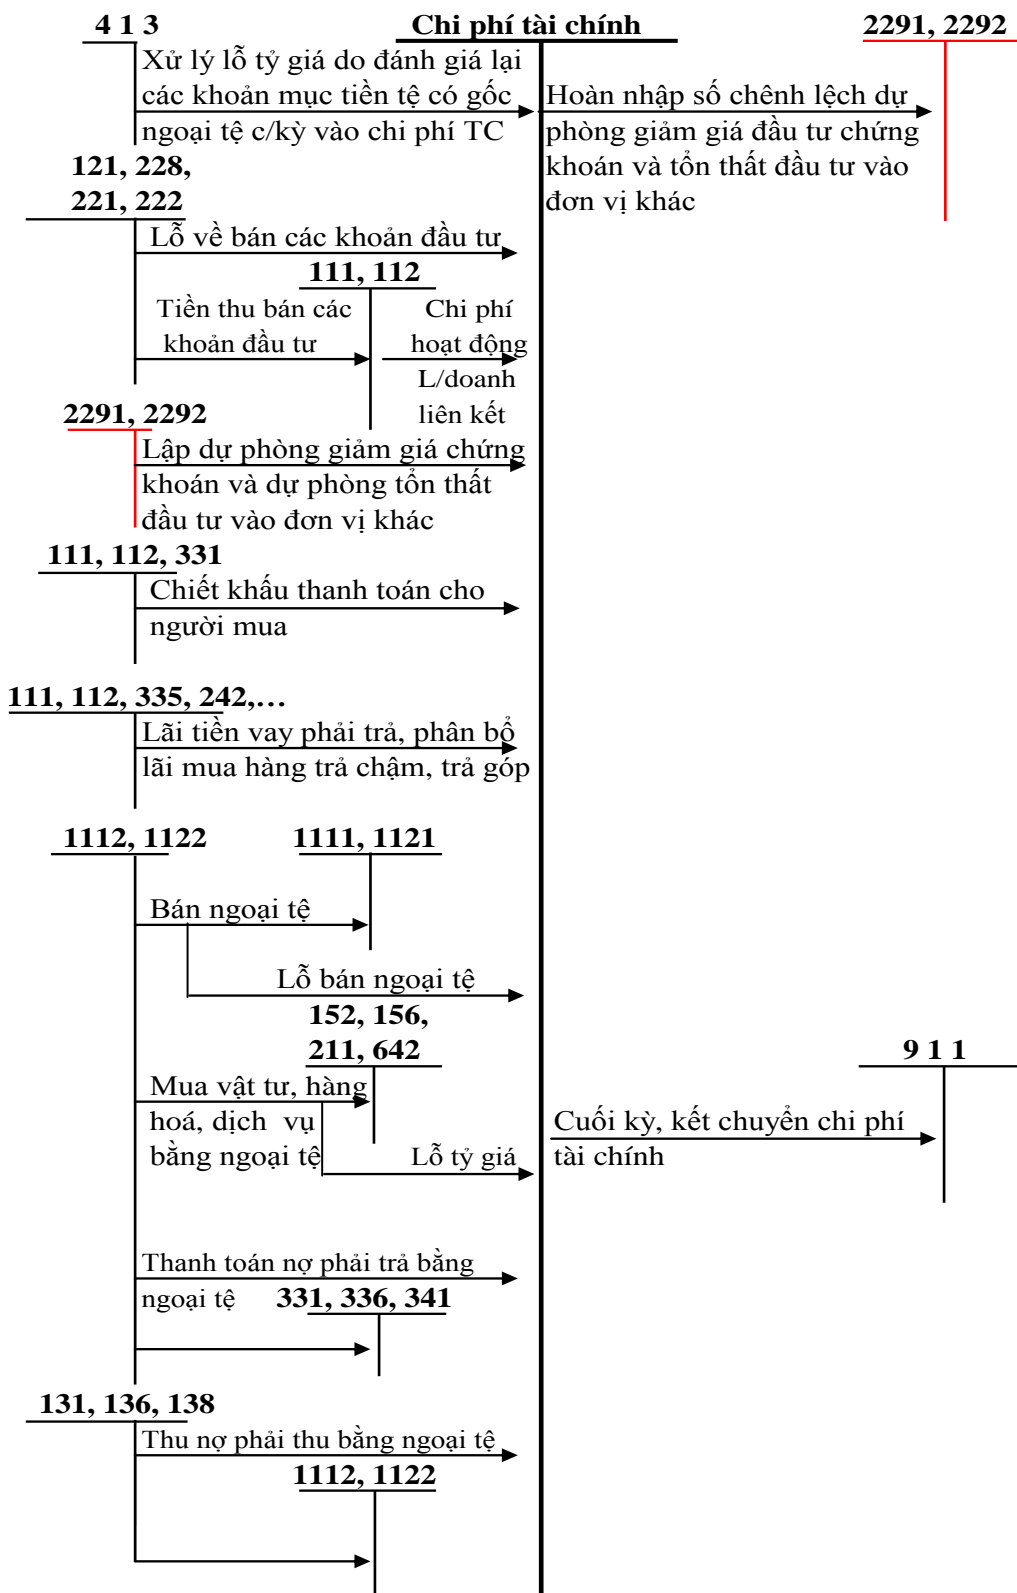 4 1 3
Chi phí tài chính
2291, 2292
Xử lý lỗ tỷ giá do đánh giá lại
các khoản mục tiền tệ có gốc
ngoại tệ c/kỳ vào chi phí TC
Hoàn nhập số chênh lệch dự
phòng giảm giá đầu tư chứng
khoán và tổn thất đầu tư vào
đơn vị khác
121, 228,
221, 222
Lỗ về bán các khoản đầu tư
111, 112
Tiền thu bán các
khoản đầu tư
Chi phí
hoạt động
L/doanh
liên kết
2291, 2292
Lập dự phòng giảm giá chứng
khoán và dự phòng tổn thất
đầu tư vào đơn vị khác
111, 112, 331
Chiết khấu thanh toán cho
người mua
111, 112, 335, 242,…
Lãi tiền vay phải trả, phân bổ
lãi mua hàng trả chậm, trả góp
1112, 1122
1111, 1121
Bán ngoại tệ
Lỗ bán ngoại tệ
152, 156,
211, 642
Mua vật tư, hàng
hoá, dịch vụ
bằng ngoại tệ
Lỗ tỷ giá
9 1 1
Cuối kỳ, kết chuyển chi phí
tài chính
Thanh toán nợ phải trả bằng
ngoại tệ
331, 336, 341
131, 136, 138
Thu nợ phải thu bằng ngoại tệ
1112, 1122